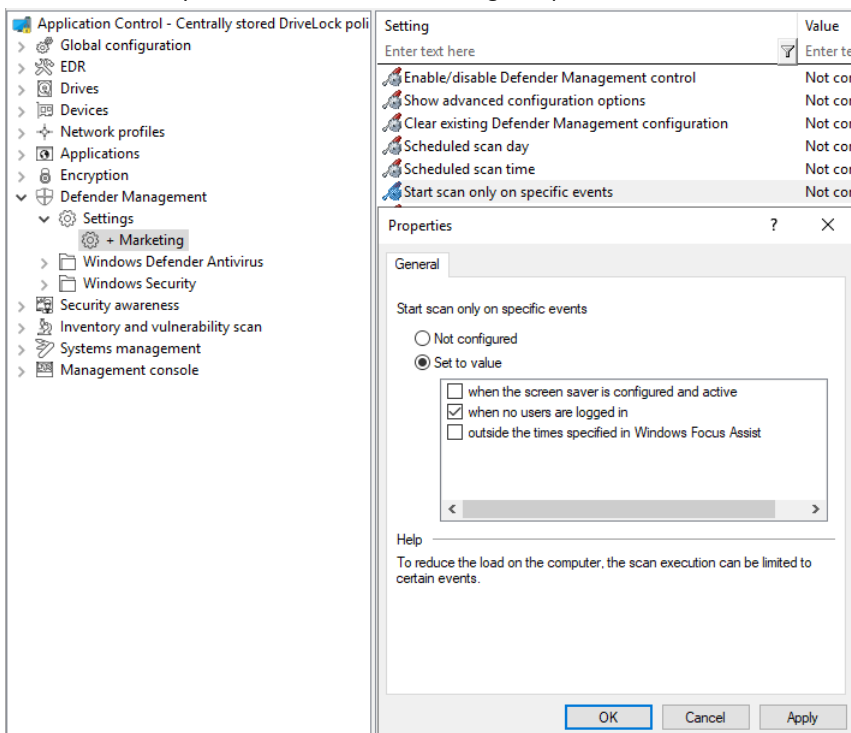 Application Control - Centrally stored DriveLock poli
Global configuration
EDR
Drives
Devices
Network profiles
Applications
Encryption
Defender Management
Settings
+ Marketing
Windows Defender Antivirus
Windows Security
Security awareness
Inventory and vulnerability scan
Systems management
Management console
Setting Value
Enter text here Enter te
Enable/disable Defender Management control Not cor
Show advanced configuration options Not cor
Clear existing Defender Management configuration Not cor
Scheduled scan day Not cor
Scheduled scan time Not cor
Start scan only on specific events Not cor
Properties ? X
General
Start scan only on specific events
Not configured
Set to value
when the screen saver is configured and active
when no users are logged in
outside the times specified in Windows Focus Assist
Help
To reduce the load on the computer, the scan execution can be limited to
certain events.
OK Cancel Apply